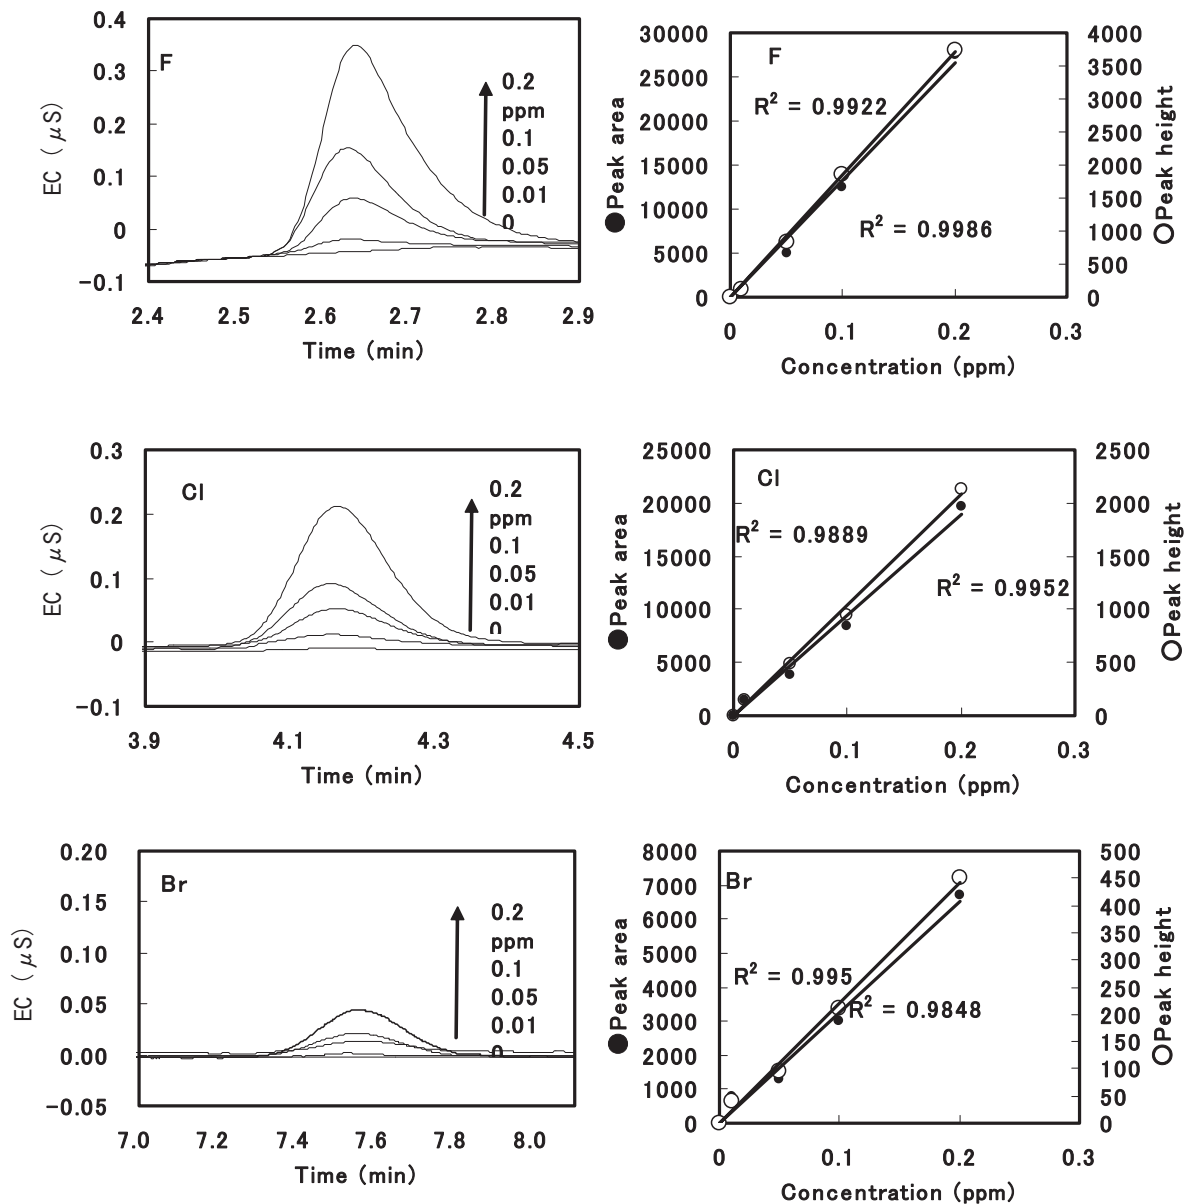 F
0.4
0.3
0.2
0.1
0
-0.1
EC ( μS)
0.2
ppm
0.1
0.05
0.01
0
2.4 2.5 2.6 2.7 2.8 2.9
Time (min)
F
30000
25000
20000
15000
10000
5000
0
●Peak area
R² = 0.9922
R² = 0.9986
4000
3500
3000
2500
2000
1500
1000
500
0
○Peak height
0 0.1 0.2 0.3
Concentration (ppm)
Cl
0.3
0.2
0.1
0
-0.1
EC ( μS)
0.2
ppm
0.1
0.05
0.01
0
3.9 4.1 4.3 4.5
Time (min)
Cl
25000
20000
15000
10000
5000
0
●Peak area
R² = 0.9889
R² = 0.9952
2500
2000
1500
1000
500
0
○Peak height
0 0.1 0.2 0.3
Concentration (ppm)
Br
0.20
0.15
0.10
0.05
0.00
-0.05
EC ( μS)
0.2
ppm
0.1
0.05
0.01
0
7.0 7.2 7.4 7.6 7.8 8.0
Time (min)
Br
8000
7000
6000
5000
4000
3000
2000
1000
0
●Peak area
R² = 0.995
R² = 0.9848
500
450
400
350
300
250
200
150
100
50
0
○Peak height
0 0.1 0.2 0.3
Concentration (ppm)